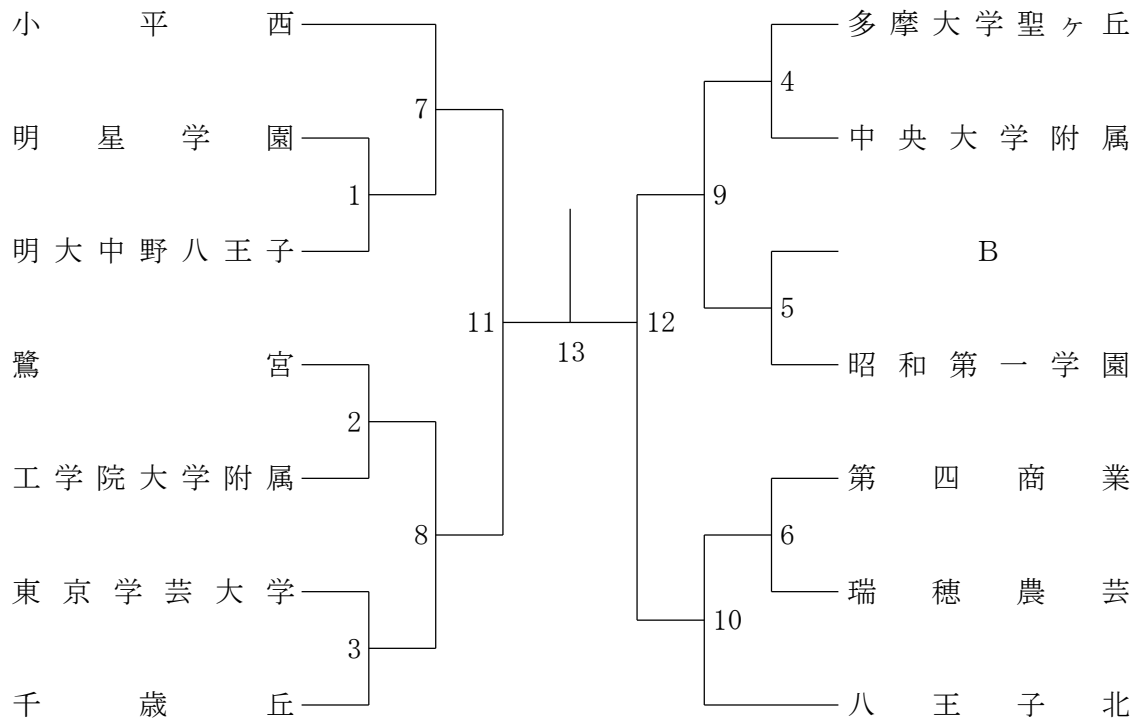 小平西
多摩大学聖ヶ丘
7
4
明星学園
中央大学附属
1
9
明大中野八王子
B
5
11
12
13
鷺宮
昭和第一学園
2
工学院大学附属
第四商業
8
6
東京学芸大学
瑞穂農芸
3
10
千歳丘
八王子北